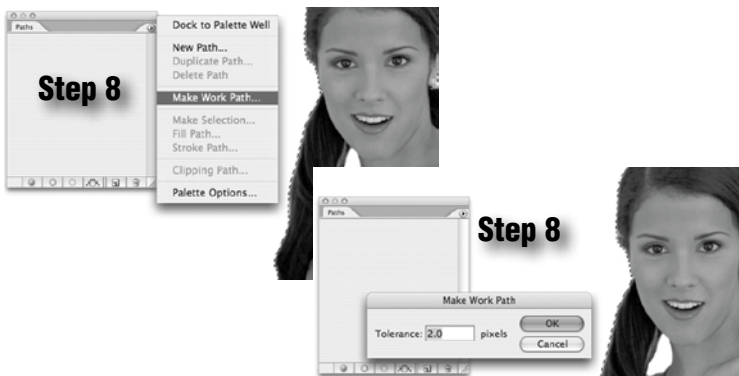 Paths
Step 8
Dock to Palette Well
New Path...
Duplicate Path...
Delete Path
Make Work Path...
Make Selection...
Fill Path...
Stroke Path...
Clipping Path...
Palette Options...
Paths
Step 8
Make Work Path
Tolerance: 2.0 pixels
OK
Cancel